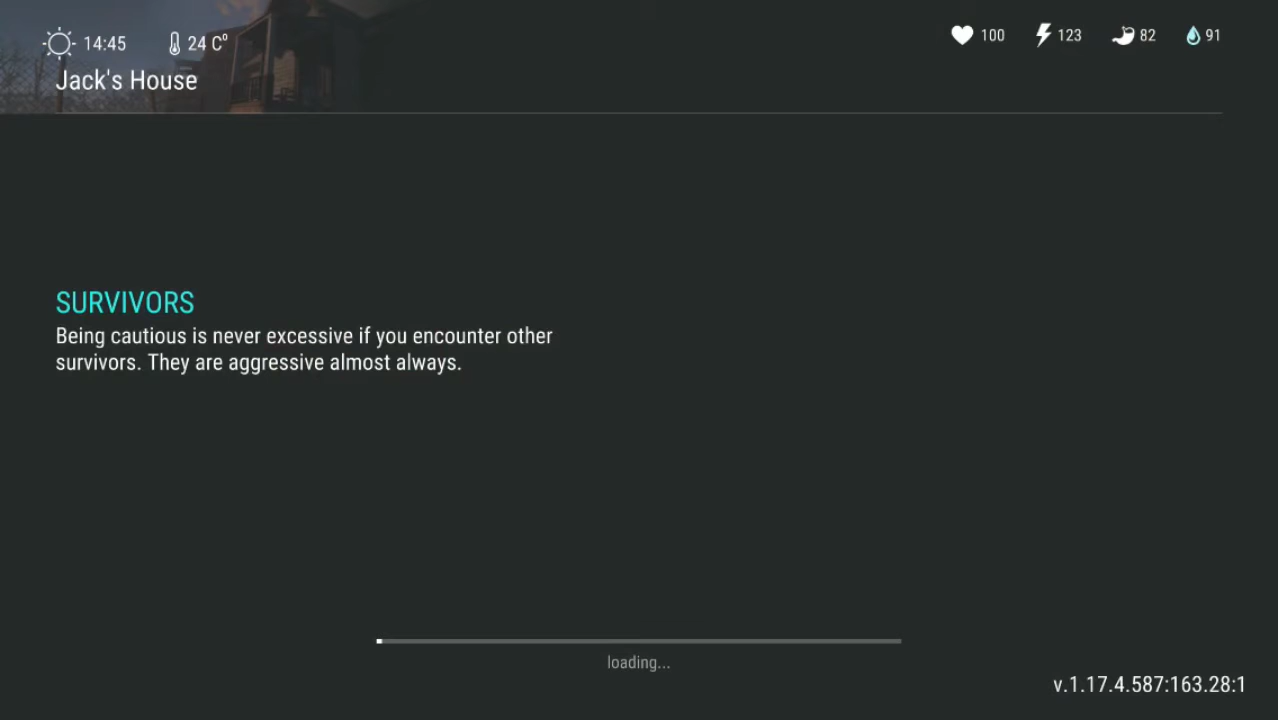 14:45 24 C⁰ 100 123 82 91
Jack's House
SURVIVORS
Being cautious is never excessive if you encounter other
survivors. They are aggressive almost always.
loading...
v.1.17.4.587:163.28:1